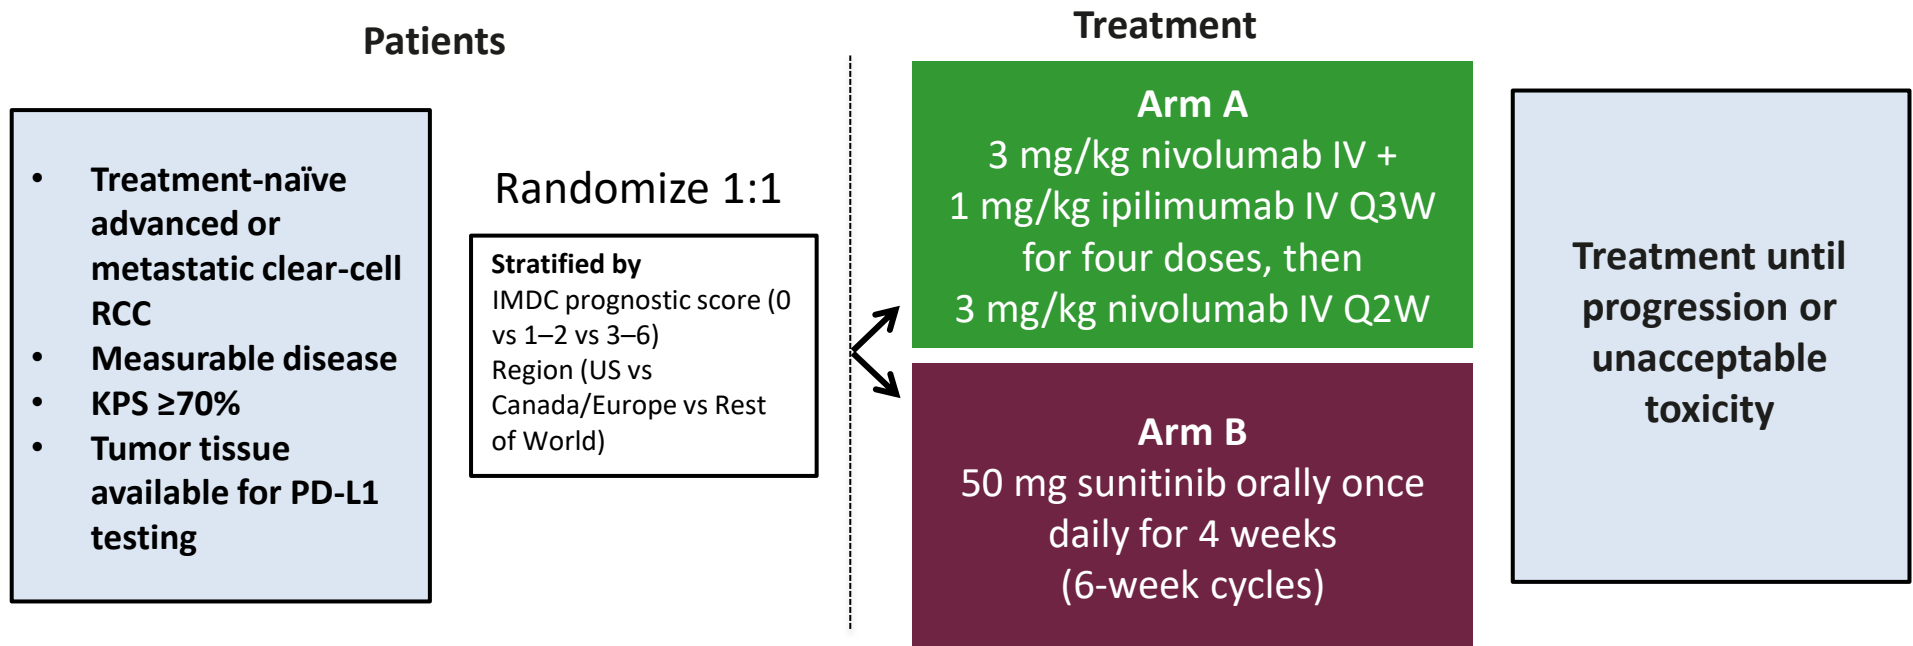 Patients
Treatment
• Treatment-naïve
advanced or
metastatic clear-cell
RCC
• Measurable disease
• KPS ≥70%
• Tumor tissue
available for PD-L1
testing
Randomize 1:1
Stratified by
IMDC prognostic score (0
vs 1–2 vs 3–6)
Region (US vs
Canada/Europe vs Rest
of World)
Arm A
3 mg/kg nivolumab IV +
1 mg/kg ipilimumab IV Q3W
for four doses, then
3 mg/kg nivolumab IV Q2W
Arm B
50 mg sunitinib orally once
daily for 4 weeks
(6-week cycles)
Treatment until
progression or
unacceptable
toxicity